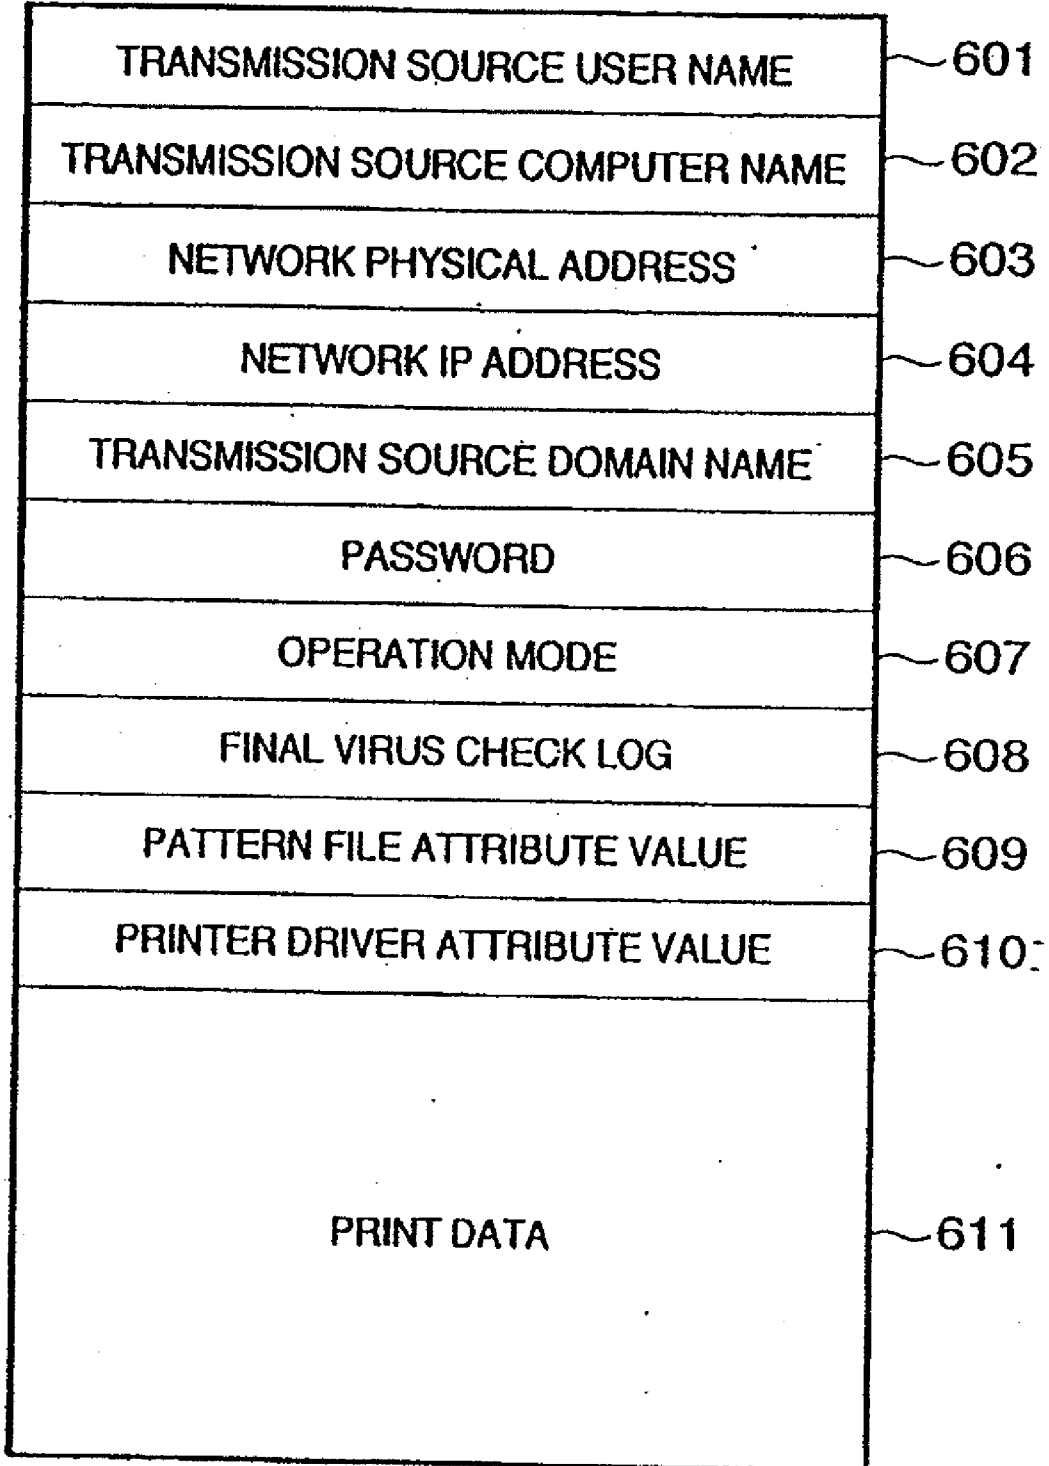 TRANSMISSION SOURCE USER NAME 601
TRANSMISSION SOURCE COMPUTER NAME 602
NETWORK PHYSICAL ADDRESS 603
NETWORK IP ADDRESS 604
TRANSMISSION SOURCE DOMAIN NAME 605
PASSWORD 606
OPERATION MODE 607
FINAL VIRUS CHECK LOG 608
PATTERN FILE ATTRIBUTE VALUE 609
PRINTER DRIVER ATTRIBUTE VALUE 610
PRINT DATA 611